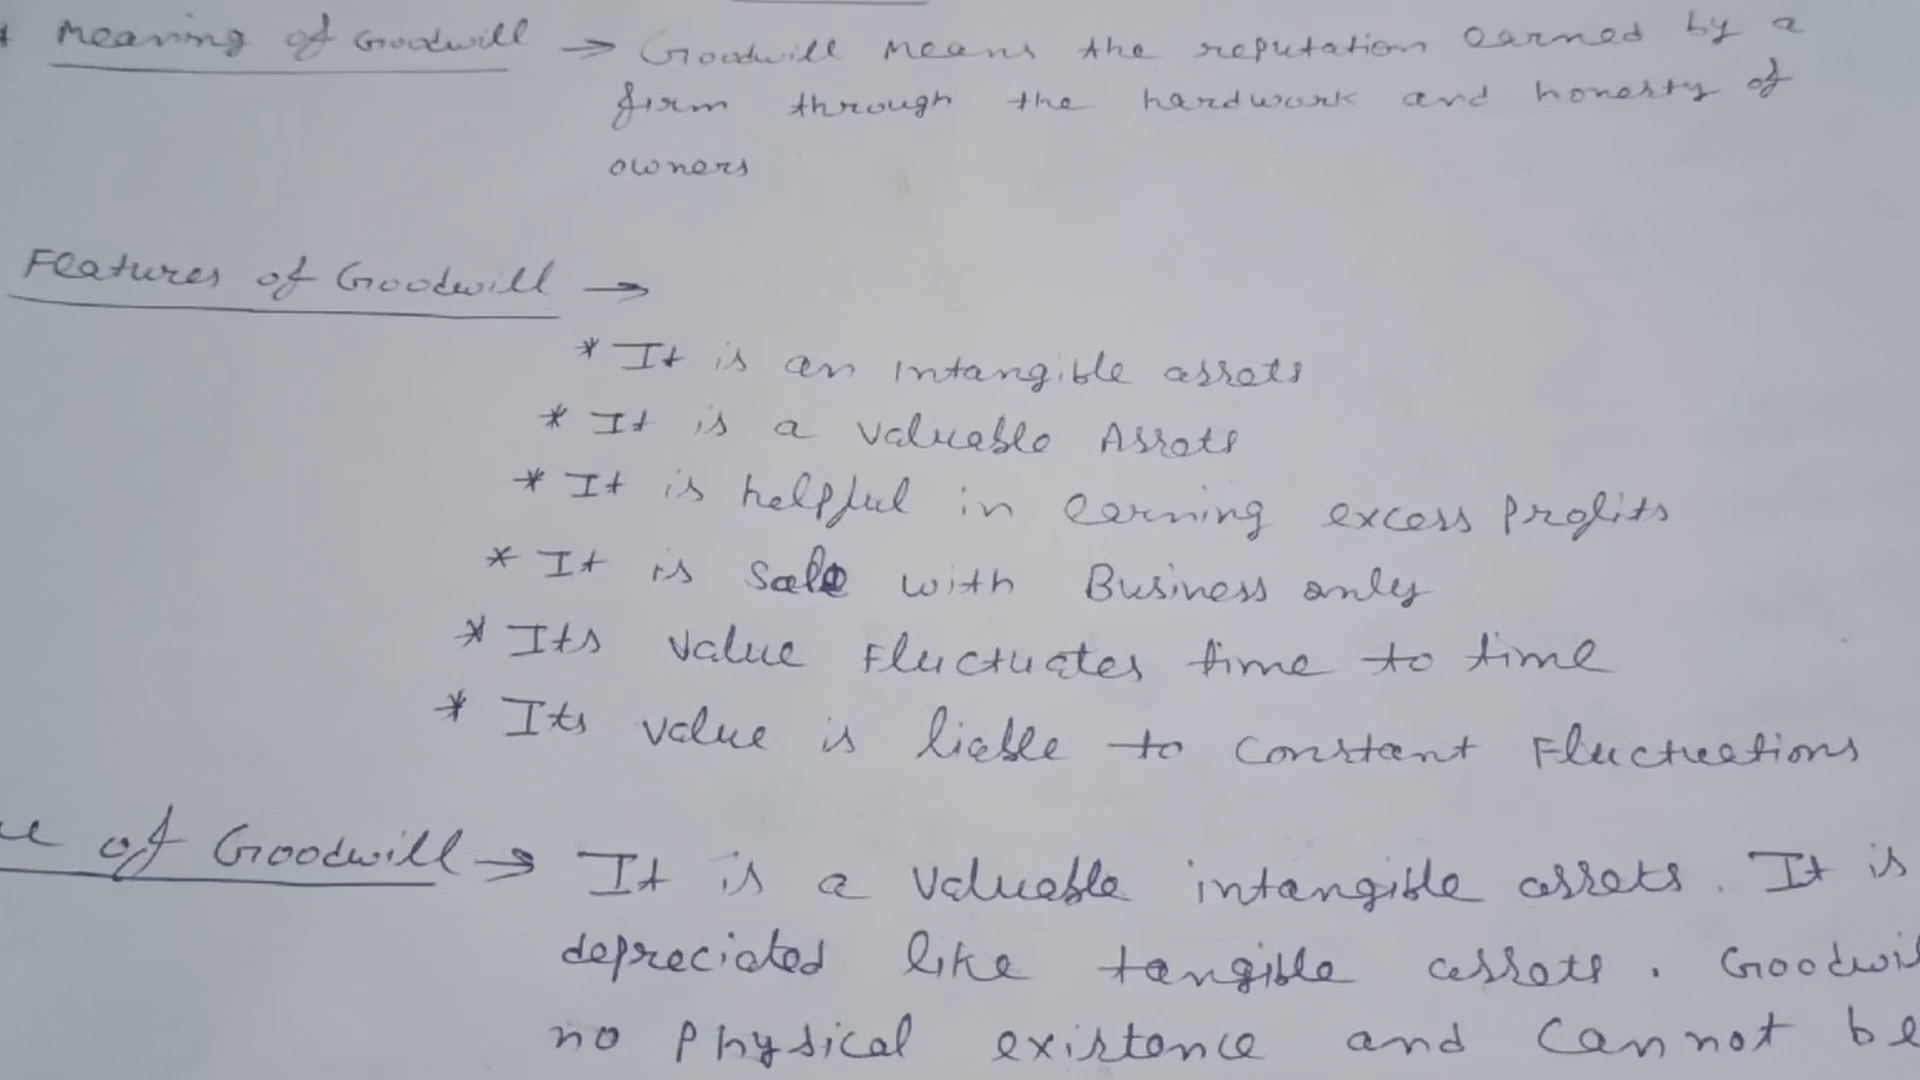 Meaning of Goodwill → Goodwill Means the reputation earned by a
firm through the hardwork and honesty of
owners
Features of Goodwill →
* It is an Intangible assets
* It is a valuable Assets
* It is helpful in earning excess Profits
* It is Sale with Business only
* Its value Fluctuates time to time
* Its value is liable to Constant Fluctuations
of Goodwill → It is a valuable intangible assets. It is
depreciated like tangible assets. Goodwil
no Physical existence and Cannot be